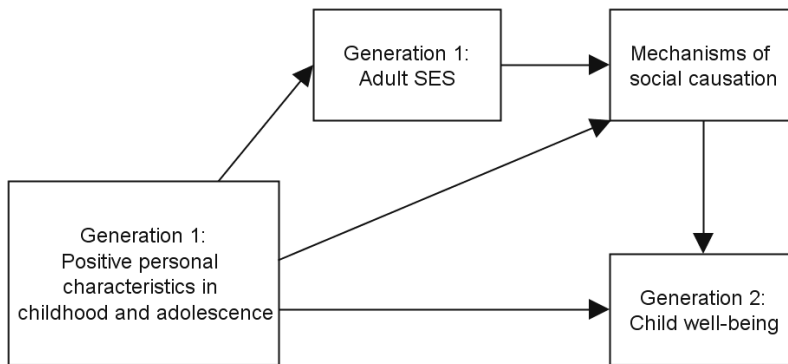 Generation 1:
Adult SES
Mechanisms of
social causation
Generation 1:
Positive personal
characteristics in
childhood and adolescence
Generation 2:
Child well-being